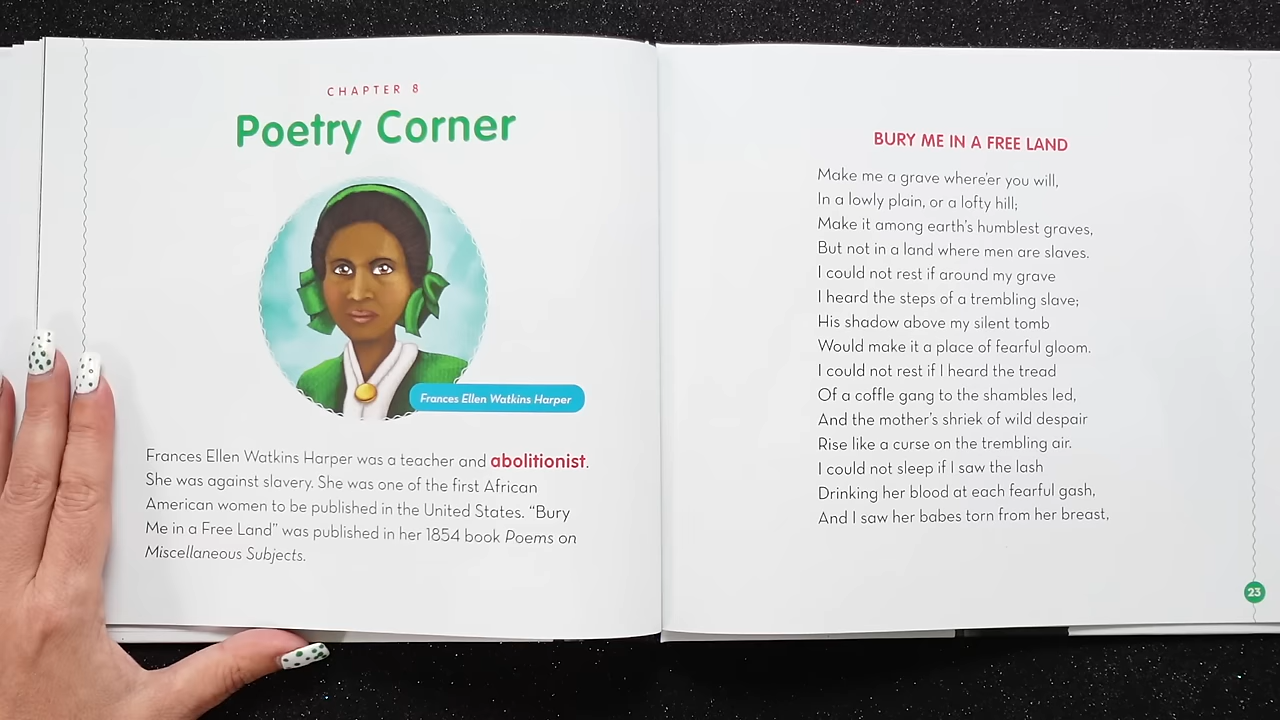 CHAPTER 8
Poetry Corner
Frances Ellen Watkins Harper
Frances Ellen Watkins Harper was a teacher and abolitionist.
She was against slavery. She was one of the first African
American women to be published in the United States. “Bury
Me in a Free Land” was published in her 1854 book Poems on
Miscellaneous Subjects.
BURY ME IN A FREE LAND
Make me a grave where’er you will,
In a lowly plain, or a lofty hill;
Make it among earth’s humblest graves,
But not in a land where men are slaves.
I could not rest if around my grave
I heard the steps of a trembling slave;
His shadow above my silent tomb
Would make it a place of fearful gloom.
I could not rest if I heard the tread
Of a coffle gang to the shambles led,
And the mother’s shriek of wild despair
Rise like a curse on the trembling air.
I could not sleep if I saw the lash
Drinking her blood at each fearful gash,
And I saw her babes torn from her breast,
23